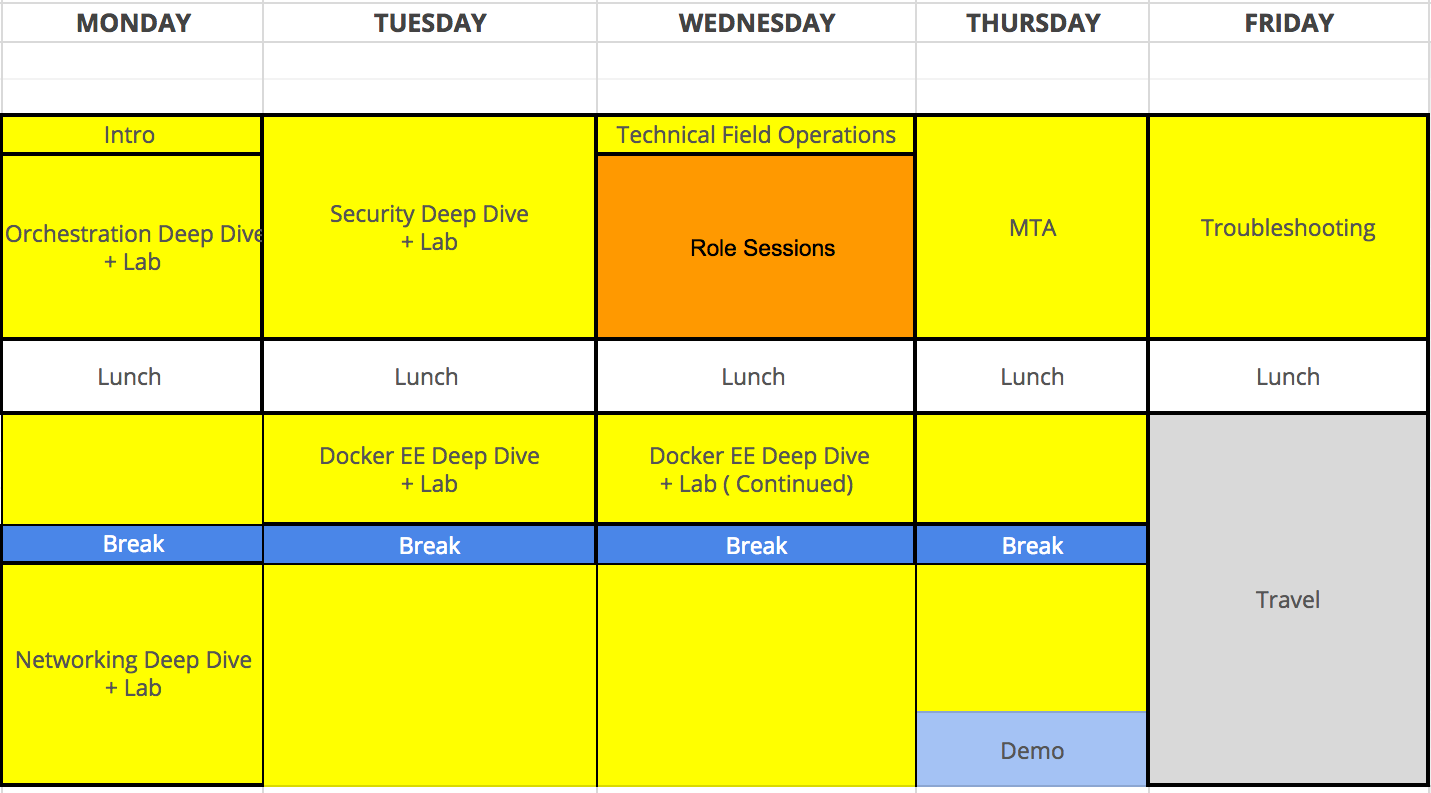 MONDAY TUESDAY WEDNESDAY THURSDAY FRIDAY
Intro
Technical Field Operations
Orchestration Deep Dive
+ Lab
Security Deep Dive
+ Lab
Role Sessions
MTA
Troubleshooting
Lunch Lunch Lunch Lunch Lunch
Docker EE Deep Dive
+ Lab
Docker EE Deep Dive
+ Lab ( Continued)
Break Break Break Break
Networking Deep Dive
+ Lab
Travel
Demo